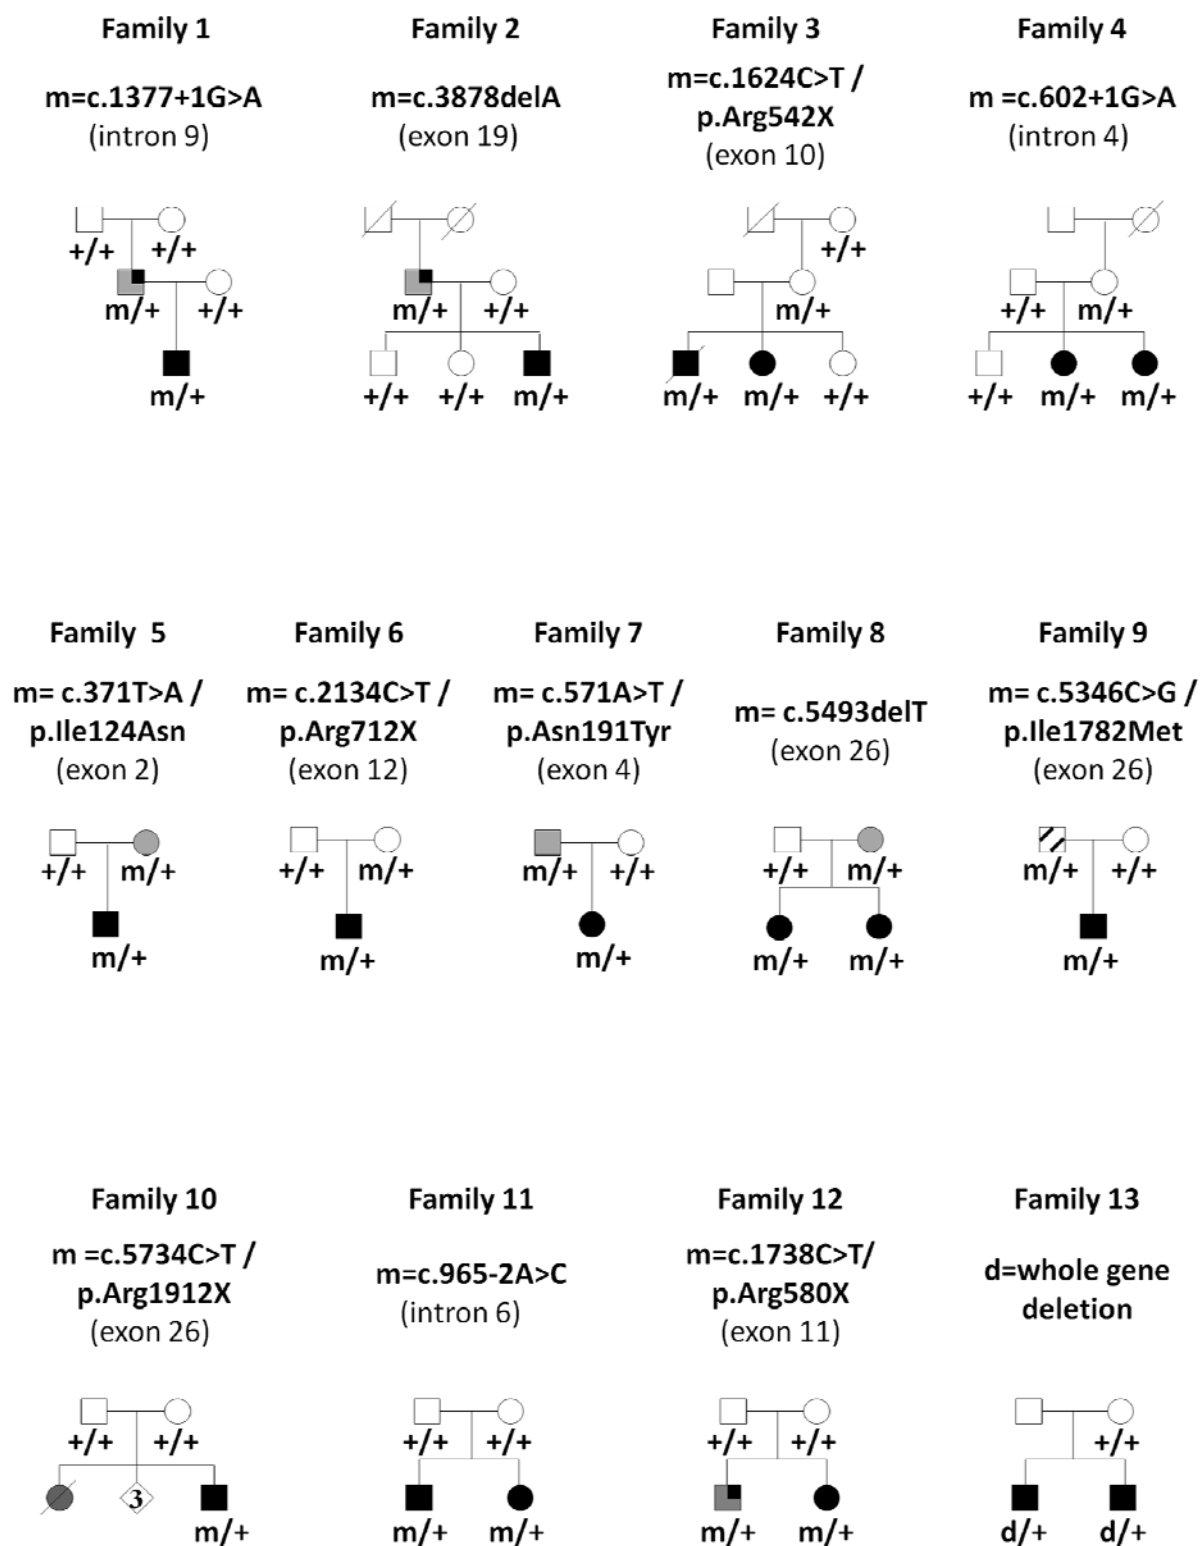 Family 1
m=c.1377+1G>A
(intron 9)
+/+ +/+
m/+ +/+
m/+
Family 2
m=c.3878delA
(exon 19)
m/+ +/+
+/+ +/+ m/+
Family 3
m=c.1624C>T /
p.Arg542X
(exon 10)
+/+
m/+
m/+ m/+ +/+
Family 4
m =c.602+1G>A
(intron 4)
+/+ m/+
+/+ m/+ m/+
Family 5
m= c.371T>A /
p.Ile124Asn
(exon 2)
+/+ m/+
m/+
Family 6
m= c.2134C>T /
p.Arg712X
(exon 12)
+/+ m/+
m/+
Family 7
m= c.571A>T /
p.Asn191Tyr
(exon 4)
m/+ +/+
m/+
Family 8
m= c.5493delT
(exon 26)
+/+ m/+
m/+ m/+
Family 9
m= c.5346C>G /
p.Ile1782Met
(exon 26)
m/+ +/+
m/+
Family 10
m =c.5734C>T /
p.Arg1912X
(exon 26)
+/+ +/+
3
m/+
Family 11
m=c.965-2A>C
(intron 6)
+/+ +/+
m/+ m/+
Family 12
m=c.1738C>T/
p.Arg580X
(exon 11)
+/+ +/+
m/+ m/+
Family 13
d=whole gene
deletion
+/+
d/+ d/+